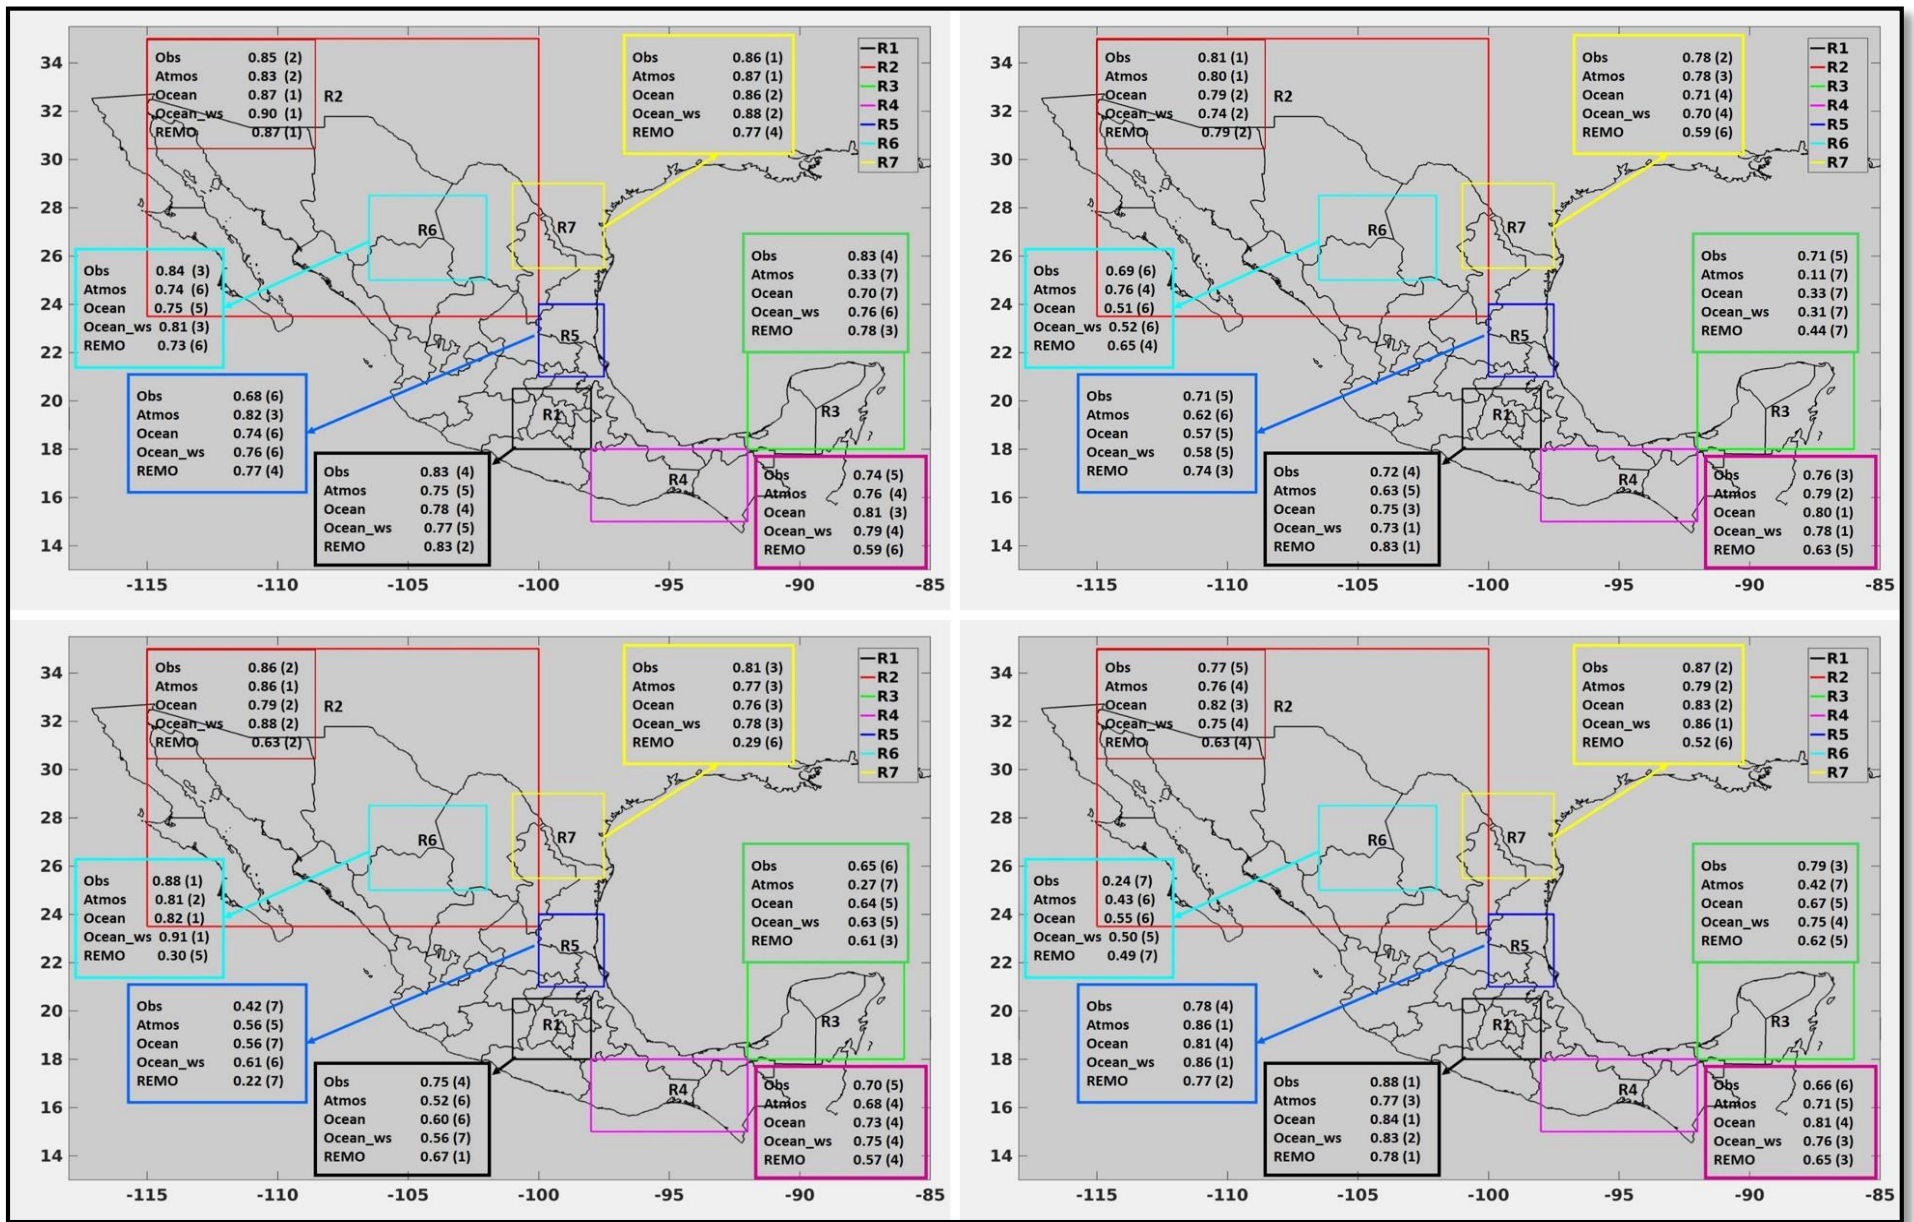 Obs 0.85 (2)
Atmos 0.83 (2)
Ocean 0.87 (1)
Ocean_ws 0.90 (1)
REMO 0.87 (1)
R2
Obs 0.86 (1)
Atmos 0.87 (1)
Ocean 0.86 (2)
Ocean_ws 0.88 (2)
REMO 0.77 (4)
R1
R2
R3
R4
R5
R6
R7
R6
R7
Obs 0.84 (3)
Atmos 0.74 (6)
Ocean 0.75 (5)
Ocean_ws 0.81 (3)
REMO 0.73 (6)
Obs 0.83 (4)
Atmos 0.33 (7)
Ocean 0.70 (7)
Ocean_ws 0.76 (6)
REMO 0.78 (3)
R5
Obs 0.68 (6)
Atmos 0.82 (3)
Ocean 0.74 (6)
Ocean_ws 0.76 (6)
REMO 0.77 (4)
R1
R3
R4
Obs 0.83 (4)
Atmos 0.75 (5)
Ocean 0.78 (4)
Ocean_ws 0.77 (5)
REMO 0.83 (2)
Obs 0.74 (5)
Atmos 0.76 (4)
Ocean 0.81 (3)
Ocean_ws 0.79 (4)
REMO 0.59 (6)
34
32
30
28
26
24
22
20
18
16
14
-115 -110 -105 -100 -95 -90 -85
Obs 0.81 (1)
Atmos 0.80 (1)
Ocean 0.79 (2)
Ocean_ws 0.74 (2)
REMO 0.79 (2)
R2
Obs 0.78 (2)
Atmos 0.78 (3)
Ocean 0.71 (4)
Ocean_ws 0.70 (4)
REMO 0.59 (6)
R1
R2
R3
R4
R5
R6
R7
R6
R7
Obs 0.69 (6)
Atmos 0.76 (4)
Ocean 0.51 (6)
Ocean_ws 0.52 (6)
REMO 0.65 (4)
Obs 0.71 (5)
Atmos 0.11 (7)
Ocean 0.33 (7)
Ocean_ws 0.31 (7)
REMO 0.44 (7)
R5
Obs 0.71 (5)
Atmos 0.62 (6)
Ocean 0.57 (5)
Ocean_ws 0.58 (5)
REMO 0.74 (3)
R1
R3
R4
Obs 0.72 (4)
Atmos 0.63 (5)
Ocean 0.75 (3)
Ocean_ws 0.73 (1)
REMO 0.83 (1)
Obs 0.76 (3)
Atmos 0.79 (2)
Ocean 0.80 (1)
Ocean_ws 0.78 (1)
REMO 0.63 (5)
34
32
30
28
26
24
22
20
18
16
14
-115 -110 -105 -100 -95 -90 -85
Obs 0.86 (2)
Atmos 0.86 (1)
Ocean 0.79 (2)
Ocean_ws 0.88 (2)
REMO 0.63 (2)
R2
Obs 0.81 (3)
Atmos 0.77 (3)
Ocean 0.76 (3)
Ocean_ws 0.78 (3)
REMO 0.29 (6)
R1
R2
R3
R4
R5
R6
R7
R6
R7
Obs 0.88 (1)
Atmos 0.81 (2)
Ocean 0.82 (1)
Ocean_ws 0.91 (1)
REMO 0.30 (5)
Obs 0.65 (6)
Atmos 0.27 (7)
Ocean 0.64 (5)
Ocean_ws 0.63 (5)
REMO 0.61 (3)
R5
Obs 0.42 (7)
Atmos 0.56 (5)
Ocean 0.56 (7)
Ocean_ws 0.61 (6)
REMO 0.22 (7)
R1
R3
R4
Obs 0.75 (4)
Atmos 0.52 (6)
Ocean 0.60 (6)
Ocean_ws 0.56 (7)
REMO 0.67 (1)
Obs 0.70 (5)
Atmos 0.68 (4)
Ocean 0.73 (4)
Ocean_ws 0.75 (4)
REMO 0.57 (4)
34
32
30
28
26
24
22
20
18
16
14
-115 -110 -105 -100 -95 -90 -85
Obs 0.77 (5)
Atmos 0.76 (4)
Ocean 0.82 (3)
Ocean_ws 0.75 (4)
REMO 0.63 (4)
R2
Obs 0.87 (2)
Atmos 0.79 (2)
Ocean 0.83 (2)
Ocean_ws 0.86 (1)
REMO 0.52 (6)
R1
R2
R3
R4
R5
R6
R7
R6
R7
Obs 0.24 (7)
Atmos 0.43 (6)
Ocean 0.55 (6)
Ocean_ws 0.50 (5)
REMO 0.49 (7)
Obs 0.79 (3)
Atmos 0.42 (7)
Ocean 0.67 (5)
Ocean_ws 0.75 (4)
REMO 0.62 (5)
R5
Obs 0.78 (4)
Atmos 0.86 (1)
Ocean 0.81 (4)
Ocean_ws 0.86 (1)
REMO 0.77 (2)
R1
R3
R4
Obs 0.88 (1)
Atmos 0.77 (3)
Ocean 0.84 (1)
Ocean_ws 0.83 (2)
REMO 0.78 (1)
Obs 0.66 (6)
Atmos 0.71 (5)
Ocean 0.81 (4)
Ocean_ws 0.76 (3)
REMO 0.65 (3)
34
32
30
28
26
24
22
20
18
16
14
-115 -110 -105 -100 -95 -90 -85